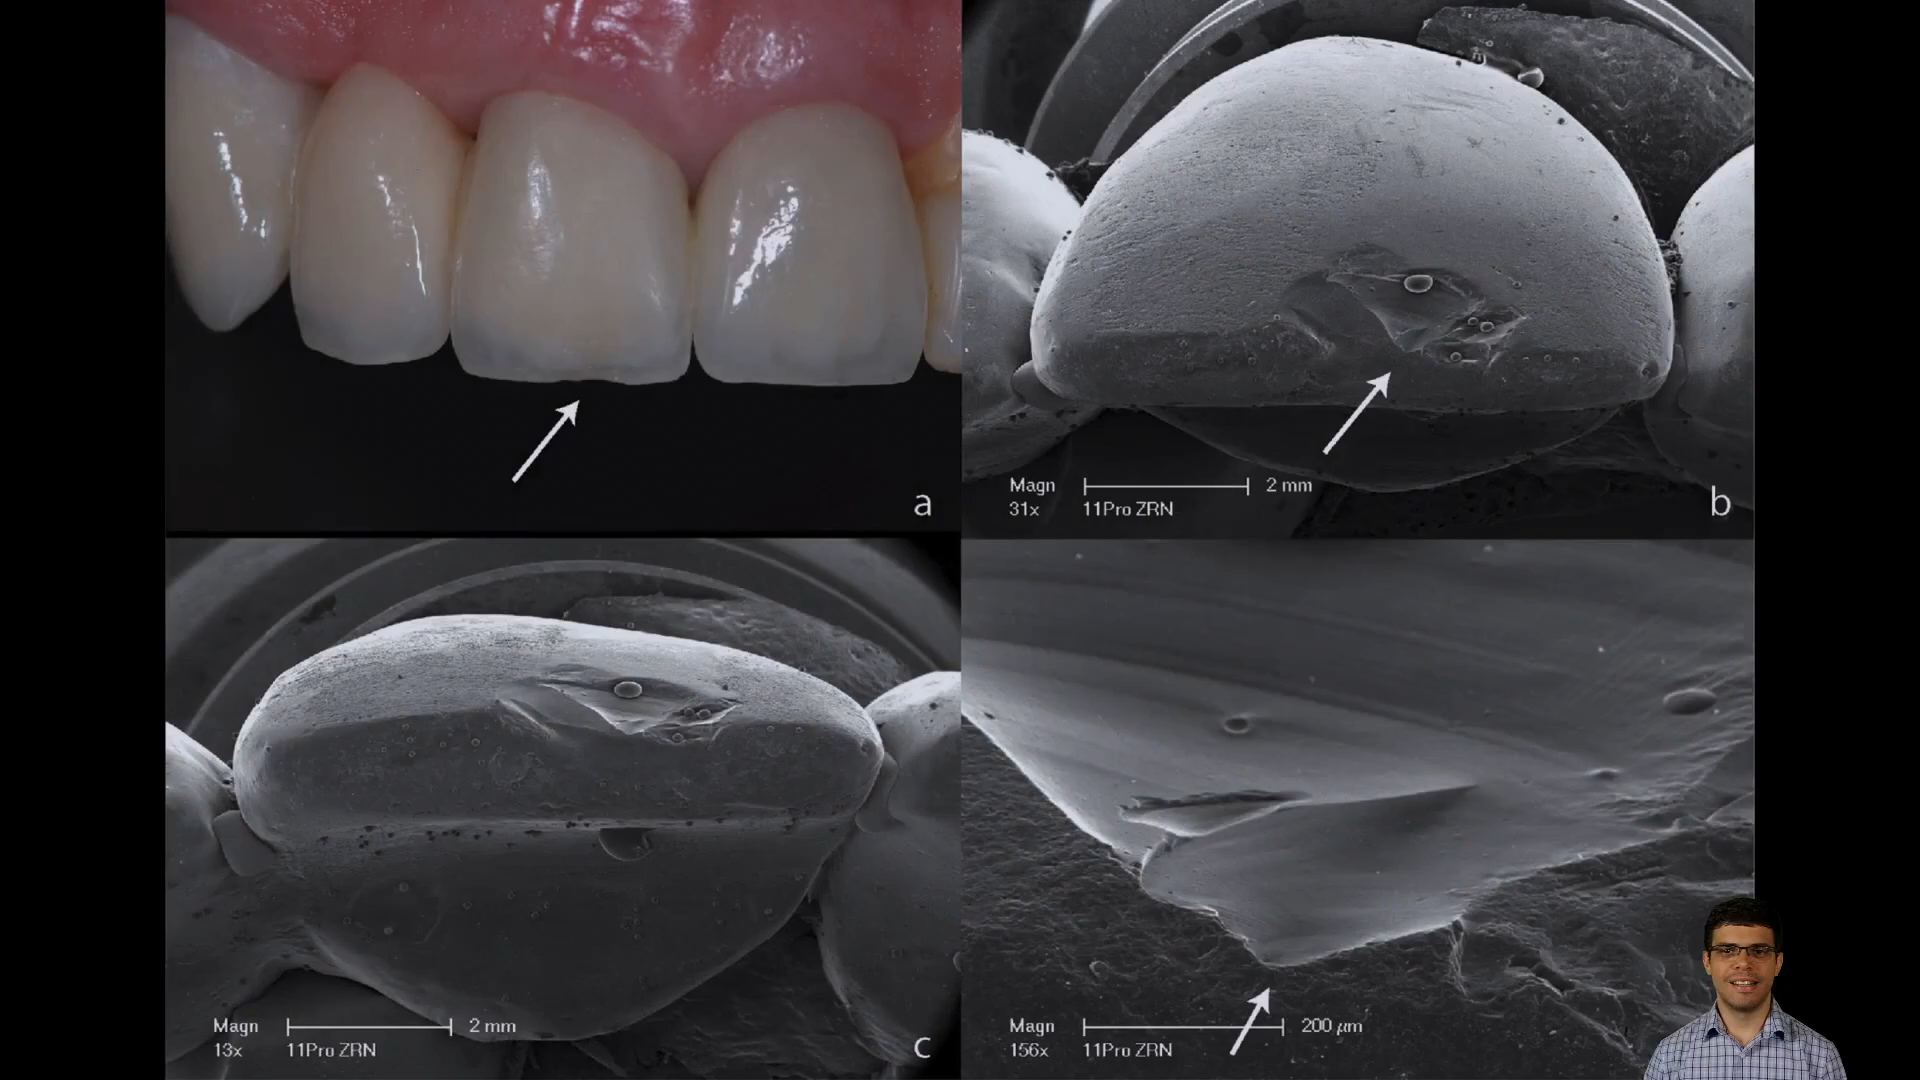 a
Magn 2 mm
31x 11Pro ZRN
b
Magn 2 mm
13x 11Pro ZRN
c
Magn 200 µm
156x 11Pro ZRN